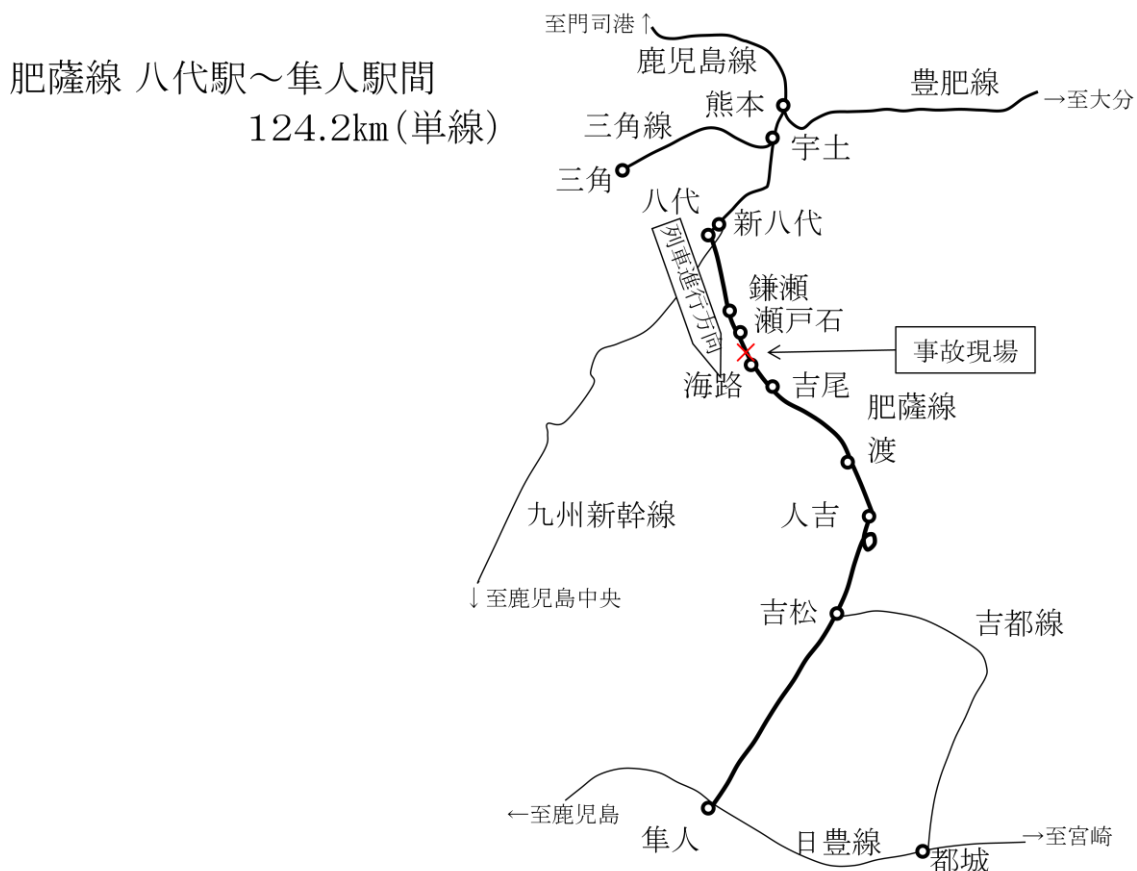 至門司港↑
鹿児島線
肥薩線 八代駅～隼人駅間
124.2km(単線)
熊本
豊肥線
→至大分
三角線
宇土
三角
八代
新八代
列車進行方向
鎌瀬
瀬戸石
事故現場
海路
吉尾
肥薩線
渡
九州新幹線
人吉
↓至鹿児島中央
吉松
吉都線
←至鹿児島
隼人
日豊線
→至宮崎
都城